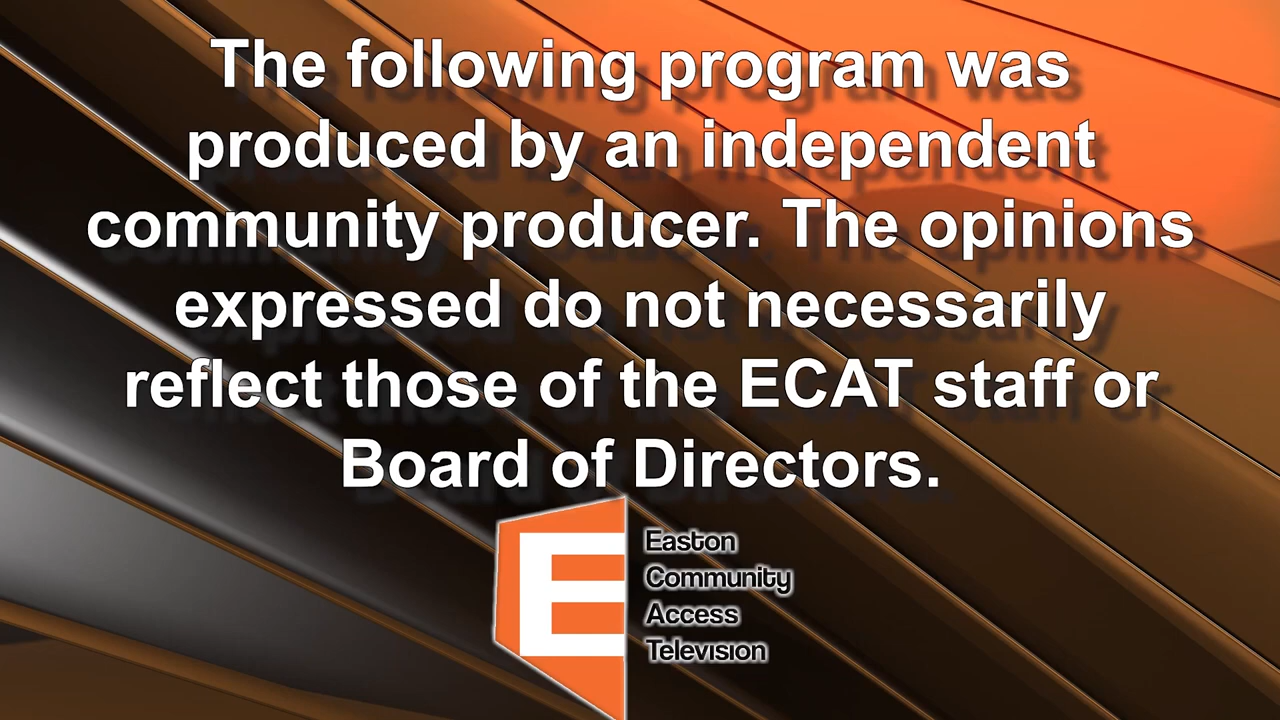 The following program was
produced by an independent
community producer. The opinions
expressed do not necessarily
reflect those of the ECAT staff or
Board of Directors.
E
Easton
Community
Access
Television